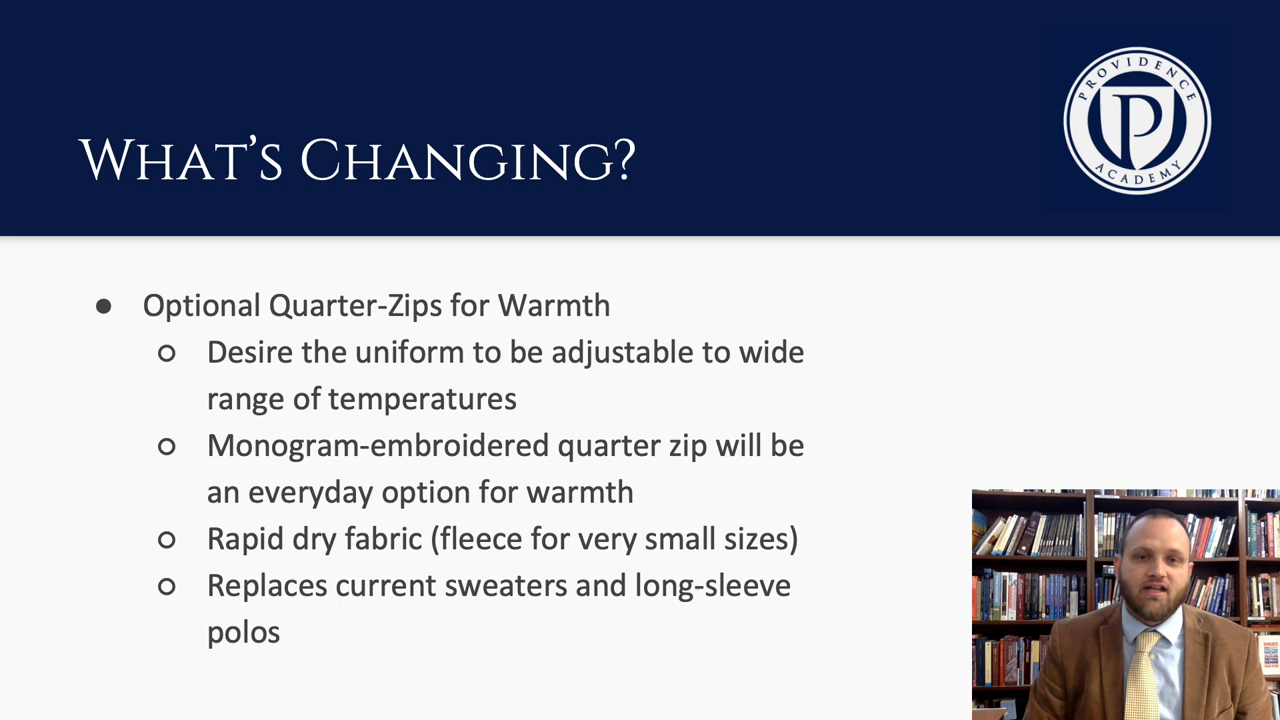 PROVIDENCE
P
ACADEMY
WHAT'S CHANGING?
● Optional Quarter-Zips for Warmth
○ Desire the uniform to be adjustable to wide
range of temperatures
○ Monogram-embroidered quarter zip will be
an everyday option for warmth
○ Rapid dry fabric (fleece for very small sizes)
○ Replaces current sweaters and long-sleeve
polos